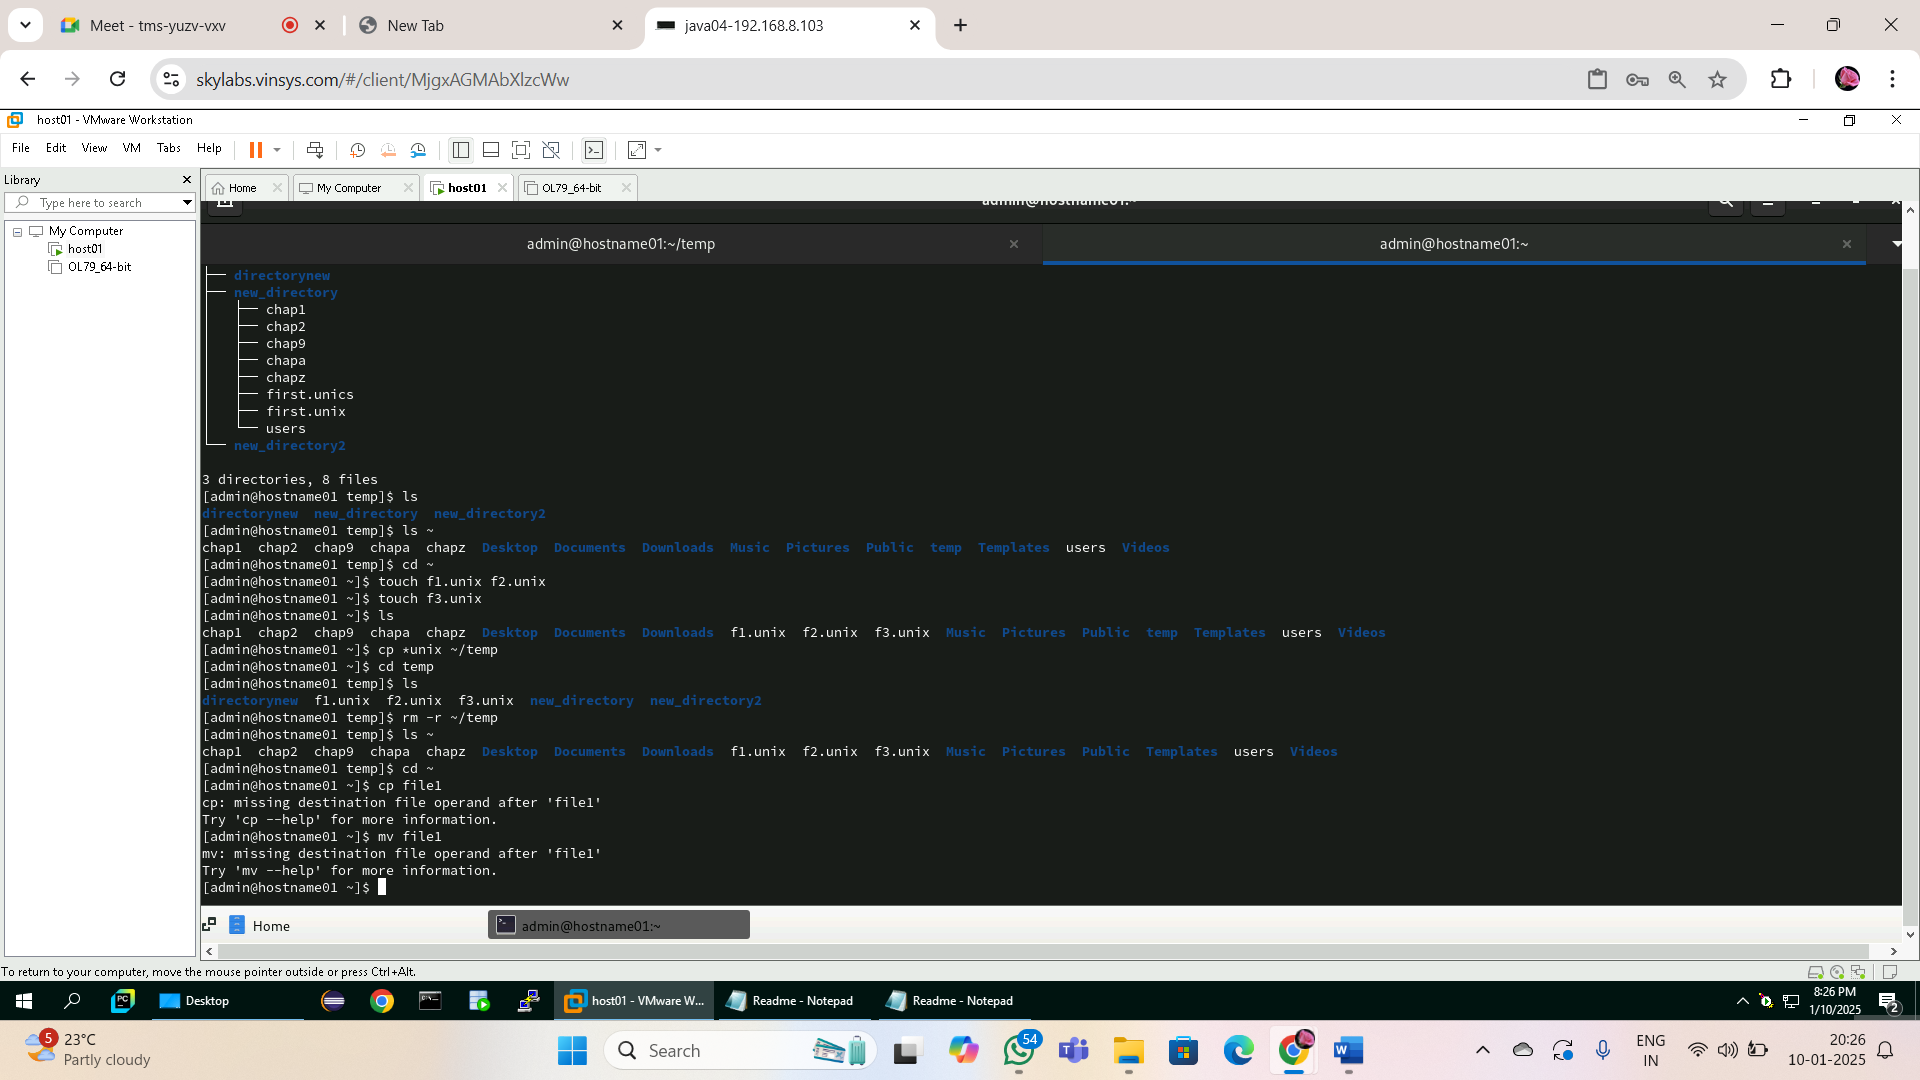 Meet - tms-yuzv-vxv
New Tab
java04-192.168.8.103
skylabs.vinsys.com/#/client/MjgxAGMAbXlzcWw
host01 - VMware Workstation
File Edit View VM Tabs Help
Library
Type here to search
My Computer
host01
OL79_64-bit
Home
My Computer
host01
OL79_64-bit
admin@hostname01:~
admin@hostname01:~/temp
admin@hostname01:~
directorynew
new_directory
chap1
chap2
chap9
chapa
chapz
first.unics
first.unix
users
new_directory2
3 directories, 8 files
[admin@hostname01 temp]$ ls
directorynew new_directory new_directory2
[admin@hostname01 temp]$ ls ~
chap1 chap2 chap9 chapa chapz Desktop Documents Downloads Music Pictures Public temp Templates users Videos
[admin@hostname01 temp]$ cd ~
[admin@hostname01 ~]$ touch f1.unix f2.unix
[admin@hostname01 ~]$ touch f3.unix
[admin@hostname01 ~]$ ls
chap1 chap2 chap9 chapa chapz Desktop Documents Downloads f1.unix f2.unix f3.unix Music Pictures Public temp Templates users Videos
[admin@hostname01 ~]$ cp *unix ~/temp
[admin@hostname01 ~]$ cd temp
[admin@hostname01 temp]$ ls
directorynew f1.unix f2.unix f3.unix new_directory new_directory2
[admin@hostname01 temp]$ rm -r ~/temp
[admin@hostname01 temp]$ ls ~
chap1 chap2 chap9 chapa chapz Desktop Documents Downloads f1.unix f2.unix f3.unix Music Pictures Public Templates users Videos
[admin@hostname01 temp]$ cd ~
[admin@hostname01 ~]$ cp file1
cp: missing destination file operand after 'file1'
Try 'cp --help' for more information.
[admin@hostname01 ~]$ mv file1
mv: missing destination file operand after 'file1'
Try 'mv --help' for more information.
[admin@hostname01 ~]$
Home
admin@hostname01:~
To return to your computer, move the mouse pointer outside or press Ctrl+Alt.
PC
Desktop
host01 - VMware W...
Readme - Notepad
Readme - Notepad
8:26 PM
1/10/2025
2
5
23°C
Partly cloudy
Search
54
ENG
IN
20:26
10-01-2025